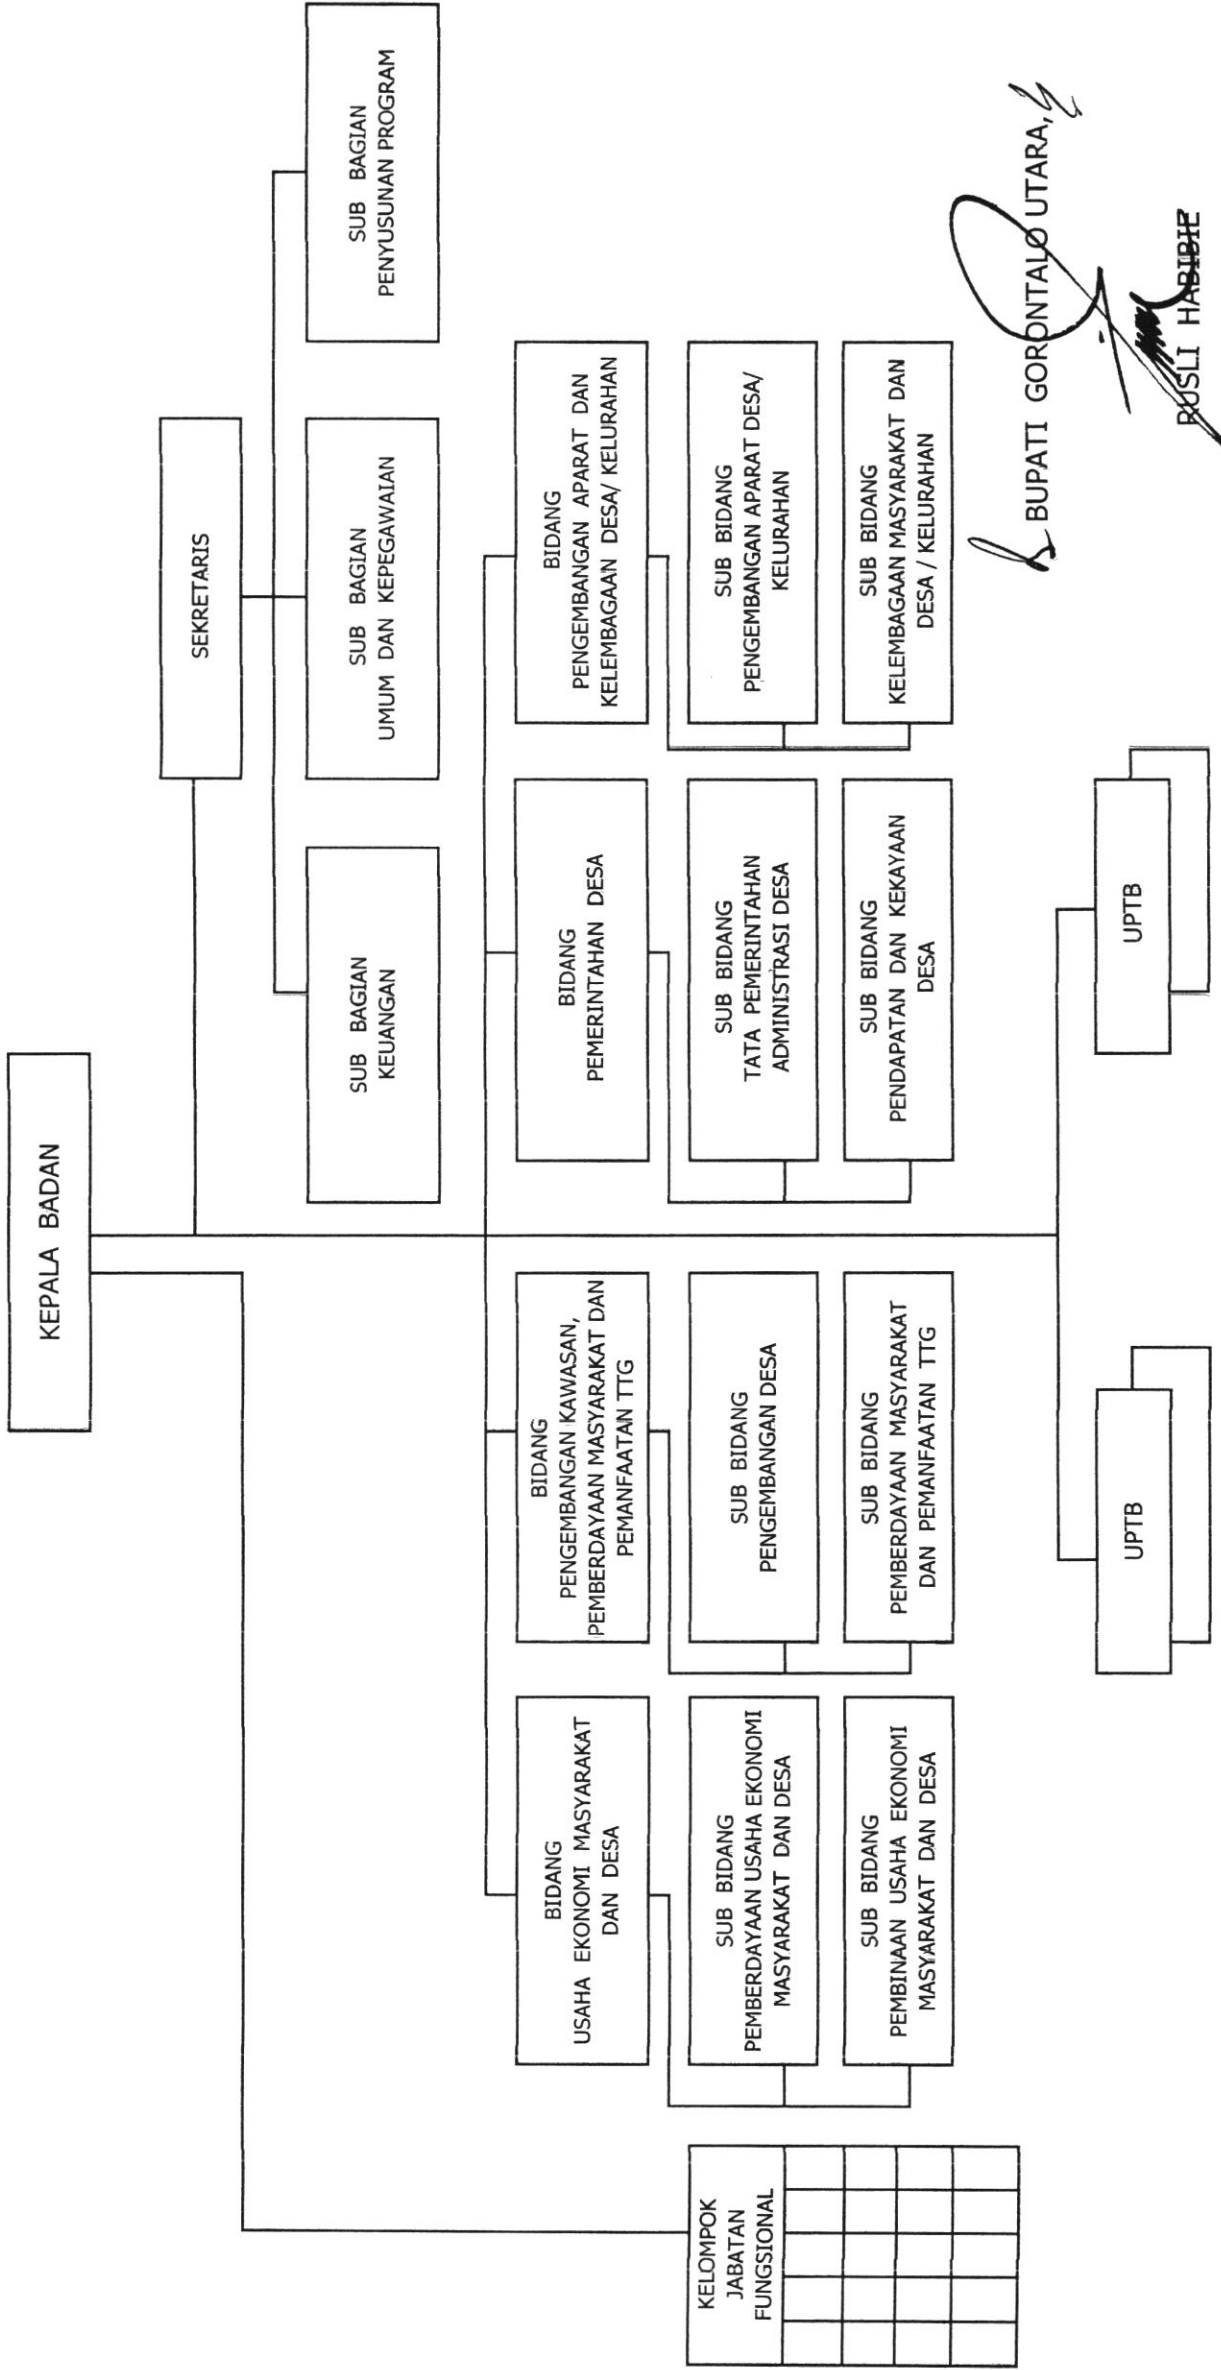 KEPALA BADAN
SEKRETARIS
SUB BAGIAN
KEUANGAN
SUB BAGIAN
UMUM DAN KEPEGAWAIAN
SUB BAGIAN
PENYUSUNAN PROGRAM
BIDANG
USAHA EKONOMI MASYARAKAT
DAN DESA
BIDANG
PENGEMBANGAN KAWASAN,
PEMBERDAYAAN MASYARAKAT DAN
PEMANFAATAN TTG
BIDANG
PEMERINTAHAN DESA
BIDANG
PENGEMBANGAN APARAT DAN
KELEMBAGAAN DESA/ KELURAHAN
KELOMPOK
JABATAN
FUNGSIONAL
SUB BIDANG
PEMBERDAYAAN USAHA EKONOMI
MASYARAKAT DAN DESA
SUB BIDANG
PENGEMBANGAN DESA
SUB BIDANG
TATA PEMERINTAHAN
ADMINISTRASI DESA
SUB BIDANG
PENGEMBANGAN APARAT DESA/
KELURAHAN
SUB BIDANG
PEMBINAAN USAHA EKONOMI
MASYARAKAT DAN DESA
SUB BIDANG
PEMBERDAYAAN MASYARAKAT
DAN PEMANFAATAN TTG
SUB BIDANG
PENDAPATAN DAN KEKAYAAN
DESA
SUB BIDANG
KELEMBAGAAN MASYARAKAT DAN
DESA / KELURAHAN
UPTB
UPTB
BUPATI GORONTALO UTARA,
RUSLI HABIBIE